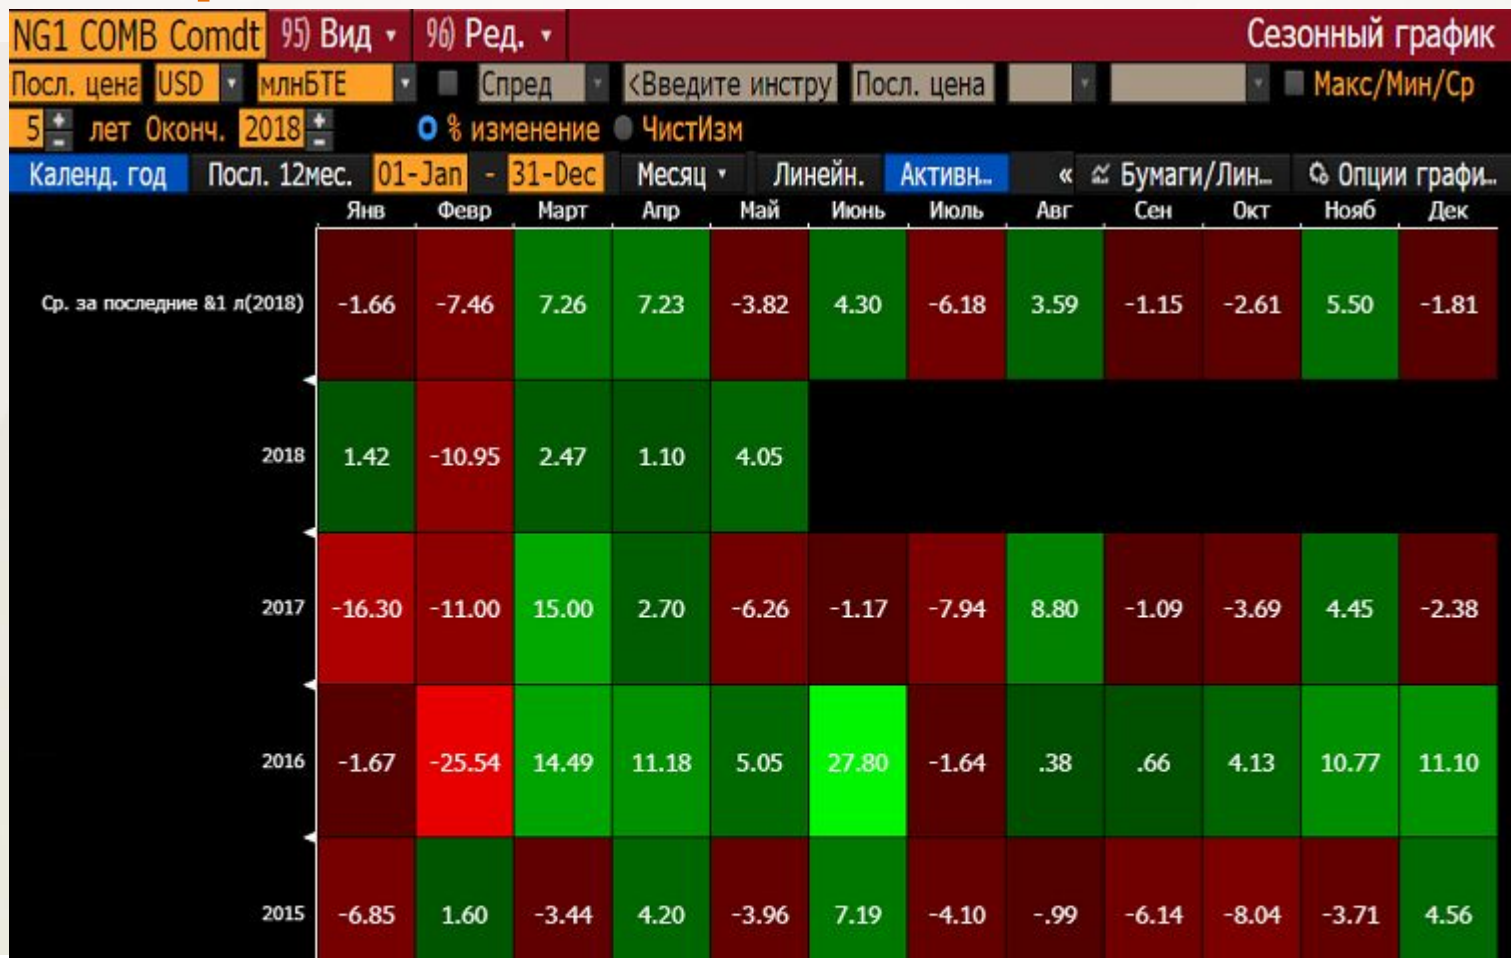 NG1 COMB Comdt 95) Вид 96) Ред. Сезонный график
Посл. цена USD млнБТЕ Спред <Введите инстру Посл. цена Макс/Мин/Ср
5 лет Оконч. 2018 % изменение ЧистИзм
Календ. год Посл. 12мес. 01-Jan - 31-Dec Месяц Линейн. Активн… « Бумаги/Лин… Опции графи…
Янв Февр Март Апр Май Июнь Июль Авг Сен Окт Нояб Дек
Ср. за последние &1 л(2018) -1.66 -7.46 7.26 7.23 -3.82 4.30 -6.18 3.59 -1.15 -2.61 5.50 -1.81
2018 1.42 -10.95 2.47 1.10 4.05
2017 -16.30 -11.00 15.00 2.70 -6.26 -1.17 -7.94 8.80 -1.09 -3.69 4.45 -2.38
2016 -1.67 -25.54 14.49 11.18 5.05 27.80 -1.64 .38 .66 4.13 10.77 11.10
2015 -6.85 1.60 -3.44 4.20 -3.96 7.19 -4.10 -.99 -6.14 -8.04 -3.71 4.56